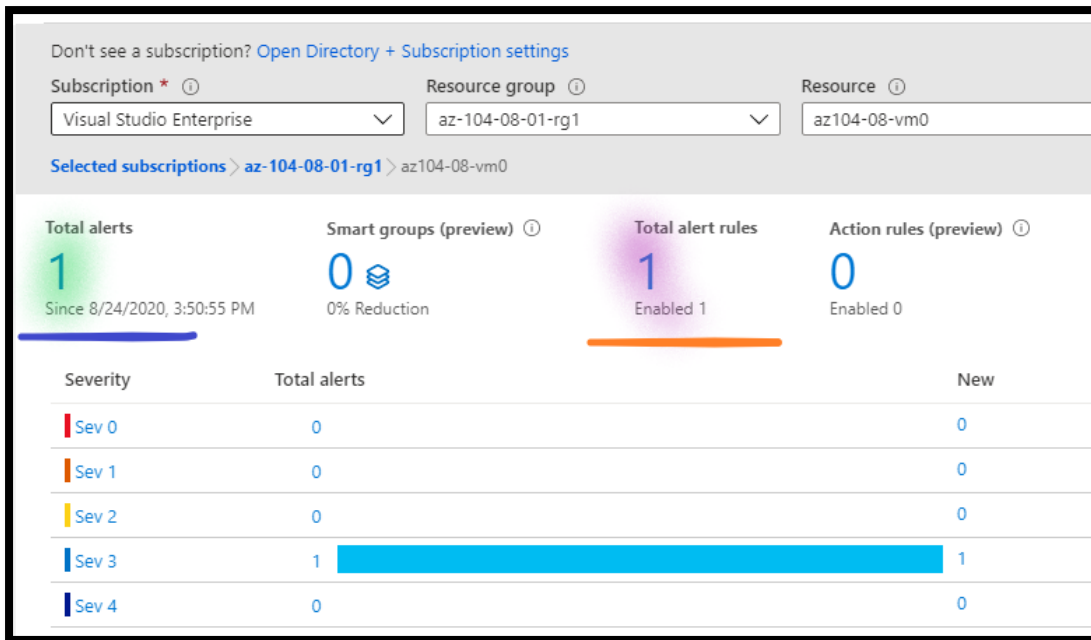 Don't see a subscription? Open Directory + Subscription settings
Subscription * Resource group Resource
Visual Studio Enterprise az-104-08-01-rg1 az104-08-vm0
Selected subscriptions > az-104-08-01-rg1 > az104-08-vm0
Total alerts Smart groups (preview) Total alert rules Action rules (preview)
1 0 1 0
Since 8/24/2020, 3:50:55 PM 0% Reduction Enabled 1 Enabled 0
Severity Total alerts New
Sev 0 0 0
Sev 1 0 0
Sev 2 0 0
Sev 3 1 1
Sev 4 0 0